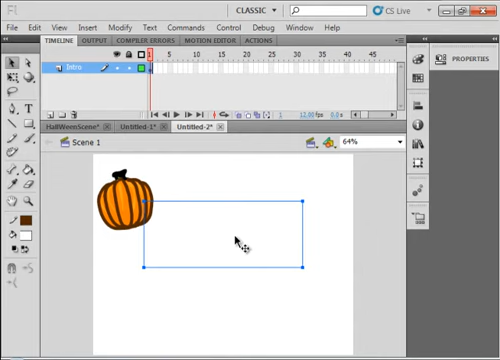 Fl
CLASSIC
CS Live
File Edit View Insert Modify Text Commands Control Debug Window Help
TIMELINE OUTPUT COMPILER ERRORS MOTION EDITOR ACTIONS
1 5 10 15 20 25 30 35 40 45
Intro
1 12.00 fps 0.0 s
HallWeenScene* Untitled-1* Untitled-2*
Scene 1 64%
PROPERTIES